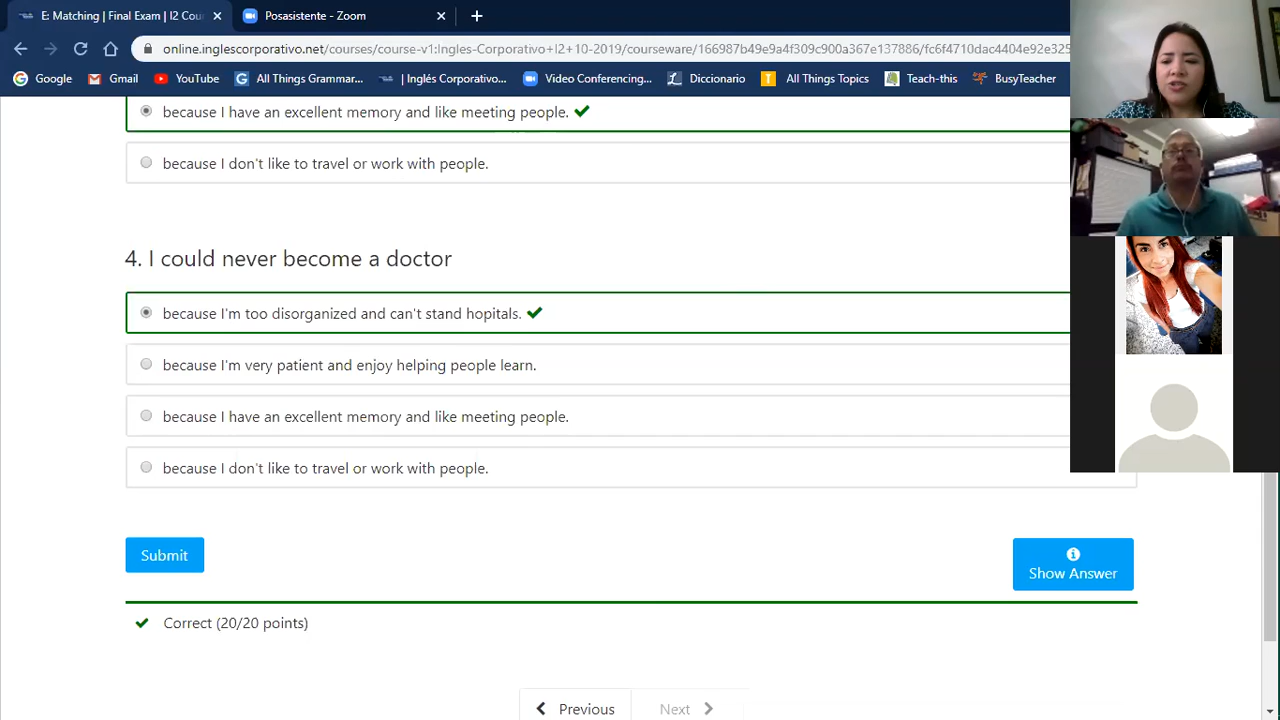 E: Matching | Final Exam | I2 Cou
Posasistente - Zoom
online.inglescorporativo.net/courses/course-v1:Ingles-Corporativo+I2+10-2019/courseware/166987b49e9a4f309c900a367e137886/fc6f4710dac4404e92e325
Google
Gmail
YouTube
All Things Grammar...
| Inglés Corporativo...
Video Conferencing...
Diccionario
All Things Topics
Teach-this
BusyTeacher
because I have an excellent memory and like meeting people.
because I don't like to travel or work with people.
4. I could never become a doctor
because I'm too disorganized and can't stand hopitals.
because I'm very patient and enjoy helping people learn.
because I have an excellent memory and like meeting people.
because I don't like to travel or work with people.
Submit
Show Answer
Correct (20/20 points)
Previous
Next